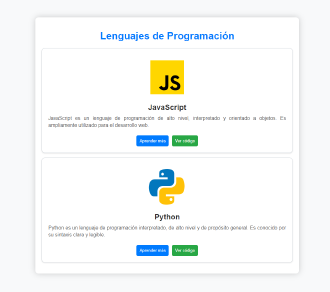 Lenguajes de Programación
JS
JavaScript
JavaScript es un lenguaje de programación de alto nivel, interpretado y orientado a objetos. Es
ampliamente utilizado para el desarrollo web.
Aprender más Ver código
Python
Python es un lenguaje de programación interpretado, de alto nivel y de propósito general. Es conocido por
su sintaxis clara y legible.
Aprender más Ver código